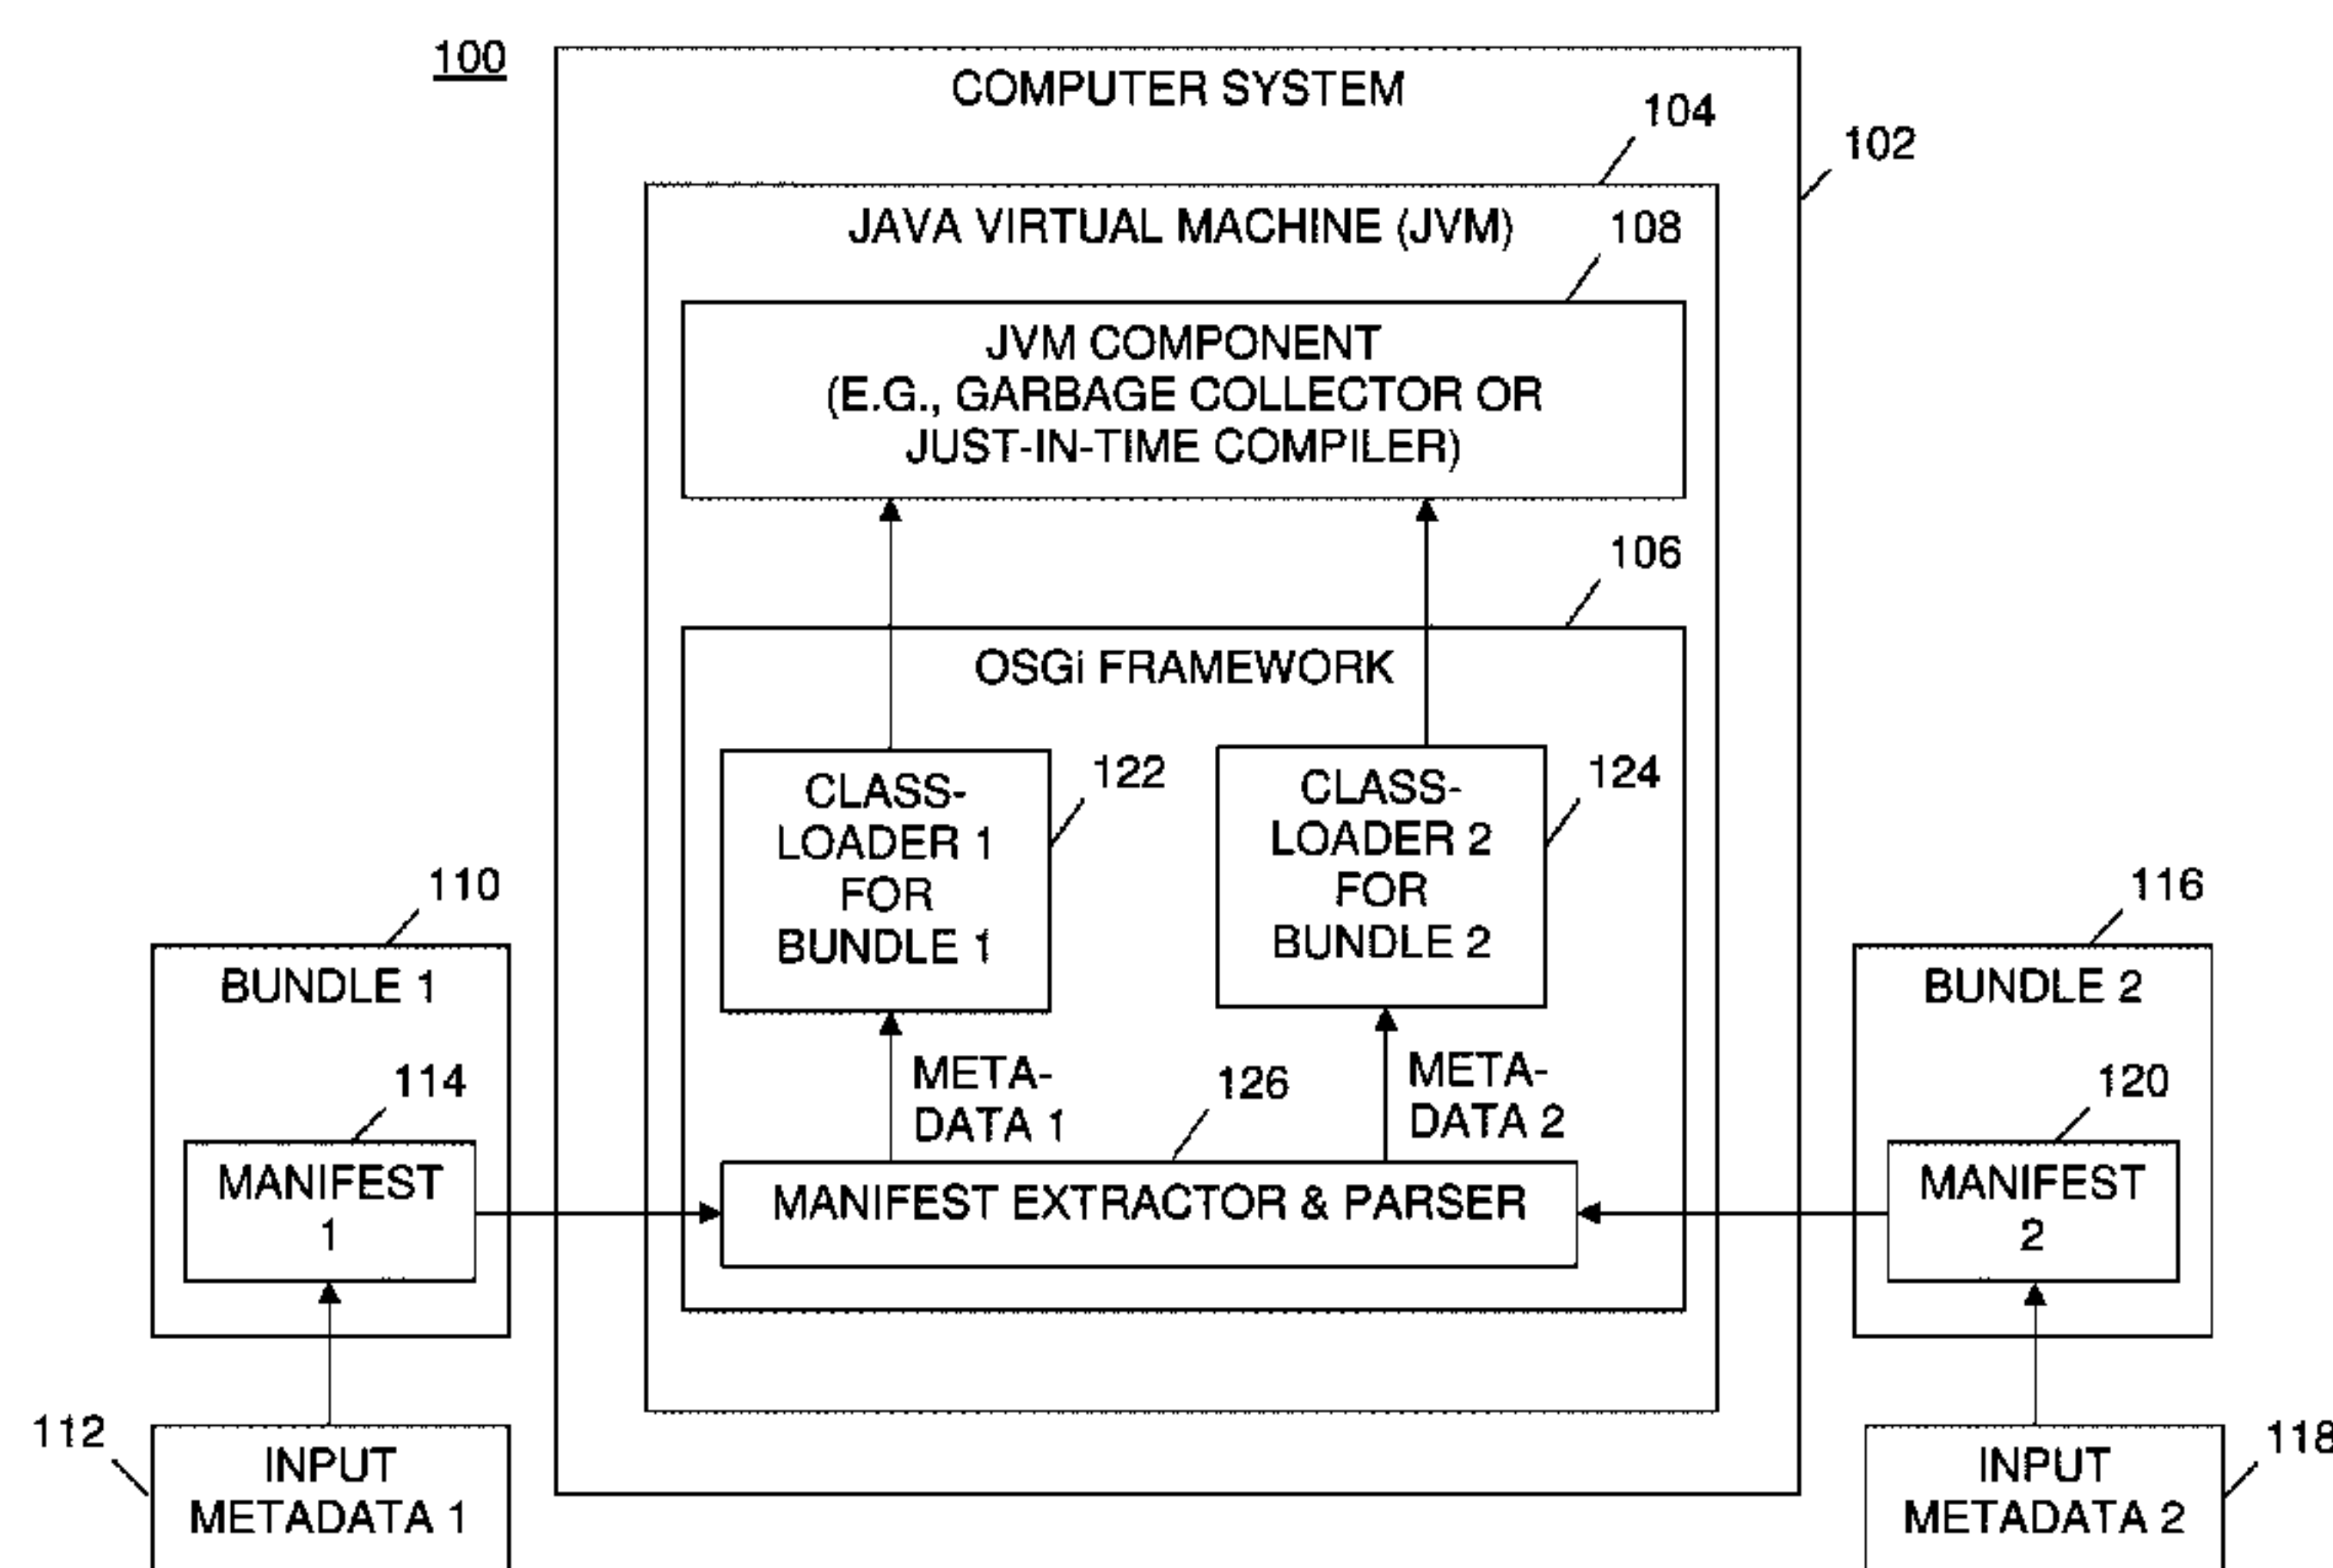 100
COMPUTER SYSTEM
104
102
JAVA VIRTUAL MACHINE (JVM)
108
JVM COMPONENT
(E.G., GARBAGE COLLECTOR OR
JUST-IN-TIME COMPILER)
106
OSGi FRAMEWORK
CLASS-
LOADER 1
FOR
BUNDLE 1
122
CLASS-
LOADER 2
FOR
BUNDLE 2
124
110
BUNDLE 1
114
MANIFEST
1
META-
DATA 1
126
META-
DATA 2
MANIFEST EXTRACTOR & PARSER
116
BUNDLE 2
120
MANIFEST
2
112
INPUT
METADATA 1
118
INPUT
METADATA 2